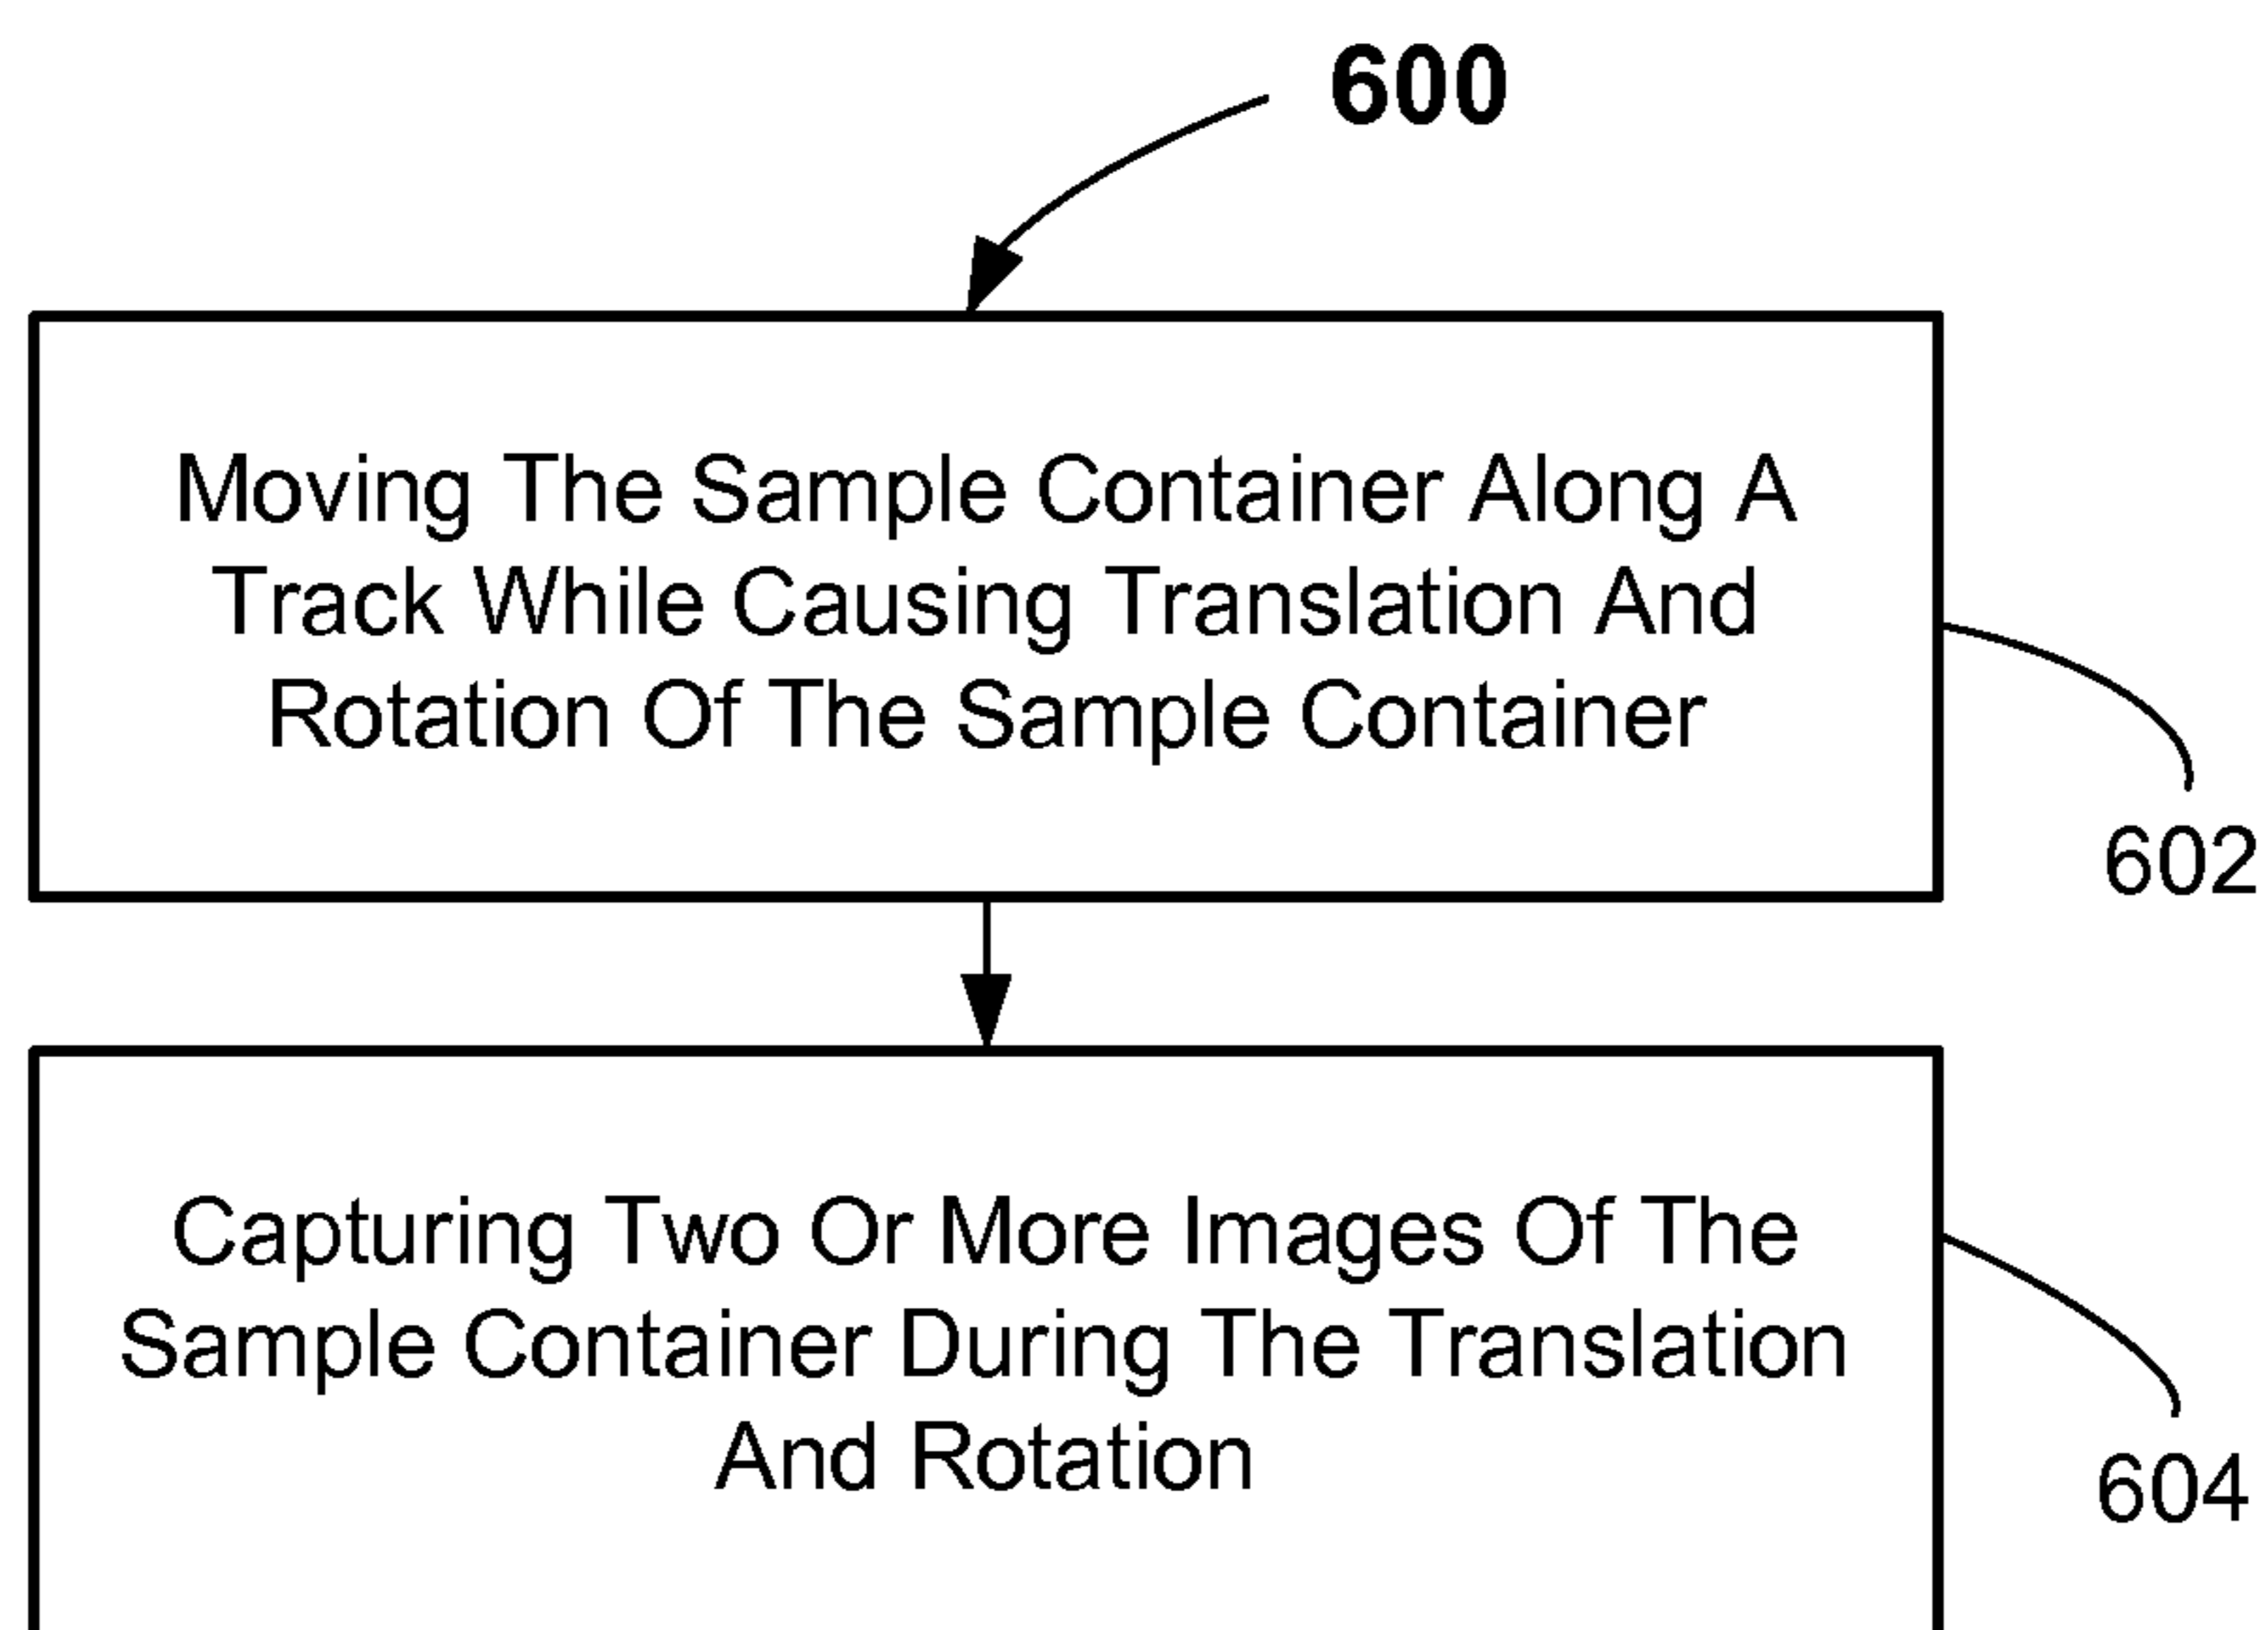 600
Moving The Sample Container Along A
Track While Causing Translation And
Rotation Of The Sample Container
602
Capturing Two Or More Images Of The
Sample Container During The Translation
And Rotation
604